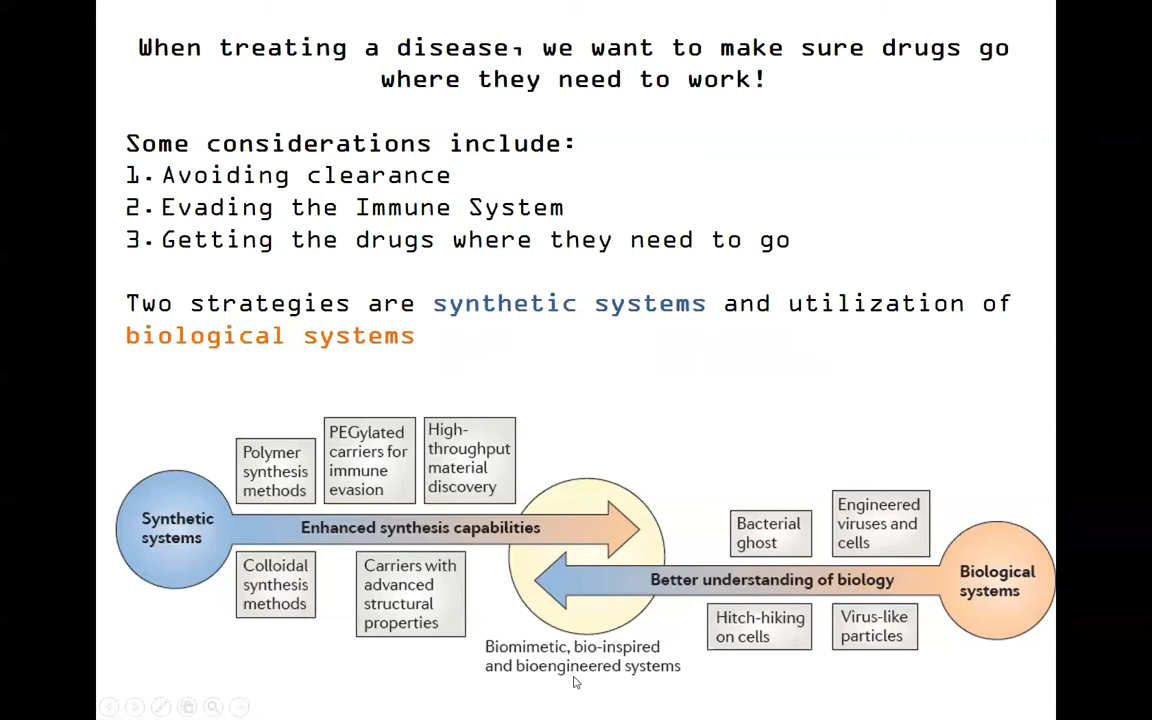 When treating a disease, we want to make sure drugs go
where they need to work!
Some considerations include:
1. Avoiding clearance
2. Evading the Immune System
3. Getting the drugs where they need to go
Two strategies are synthetic systems and utilization of
biological systems
Polymer
synthesis
methods
PEGylated
carriers for
immune
evasion
High-
throughput
material
discovery
Synthetic
systems
Enhanced synthesis capabilities
Colloidal
synthesis
methods
Carriers with
advanced
structural
properties
Biomimetic, bio-inspired
and bioengineered systems
Bacterial
ghost
Engineered
viruses and
cells
Better understanding of biology
Biological
systems
Hitch-hiking
on cells
Virus-like
particles